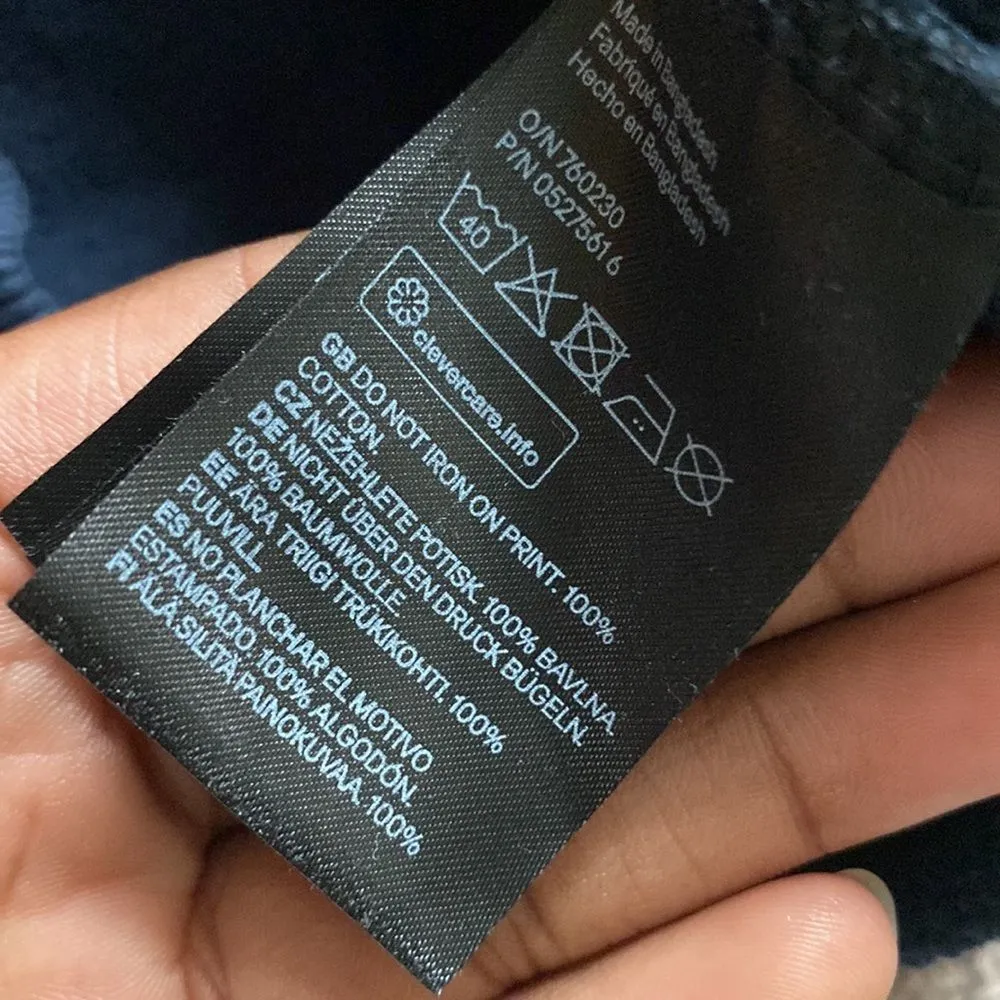 Made in Bangladesh
Fabriqué en Bangladesh
Hecho en Bangladesh
O/N 760230
P/N 0527561 6
40
clevercare.info
GB DO NOT IRON ON PRINT. 100%
COTTON.
CZ NEŽEHLETE POTISK. 100% BAVLNA.
DE NICHT ÜBER DEN DRUCK BÜGELN.
100% BAUMWOLLE
EE ÄRA TRIIGI TRÜKIKOHTI. 100%
PUUVILL
ES NO PLANCHAR EL MOTIVO
ESTAMPADO. 100% ALGODÓN.
FI ÄLÄ SILITÄ PAINOKUVAA. 100%